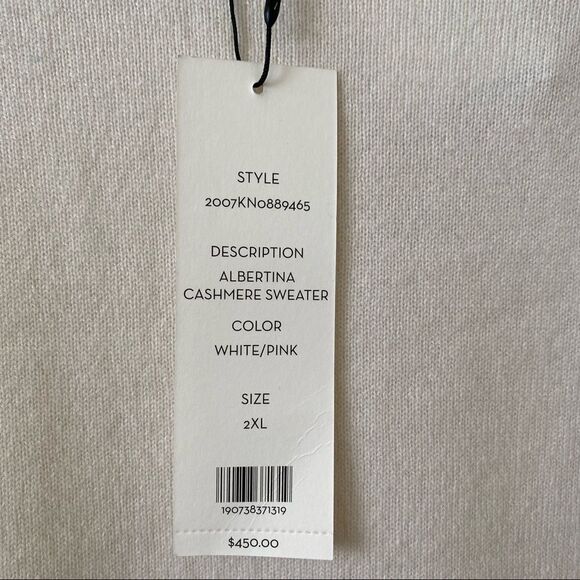 STYLE
2007KN0889465
DESCRIPTION
ALBERTINA
CASHMERE SWEATER
COLOR
WHITE/PINK
SIZE
2XL
190738371319
$450.00